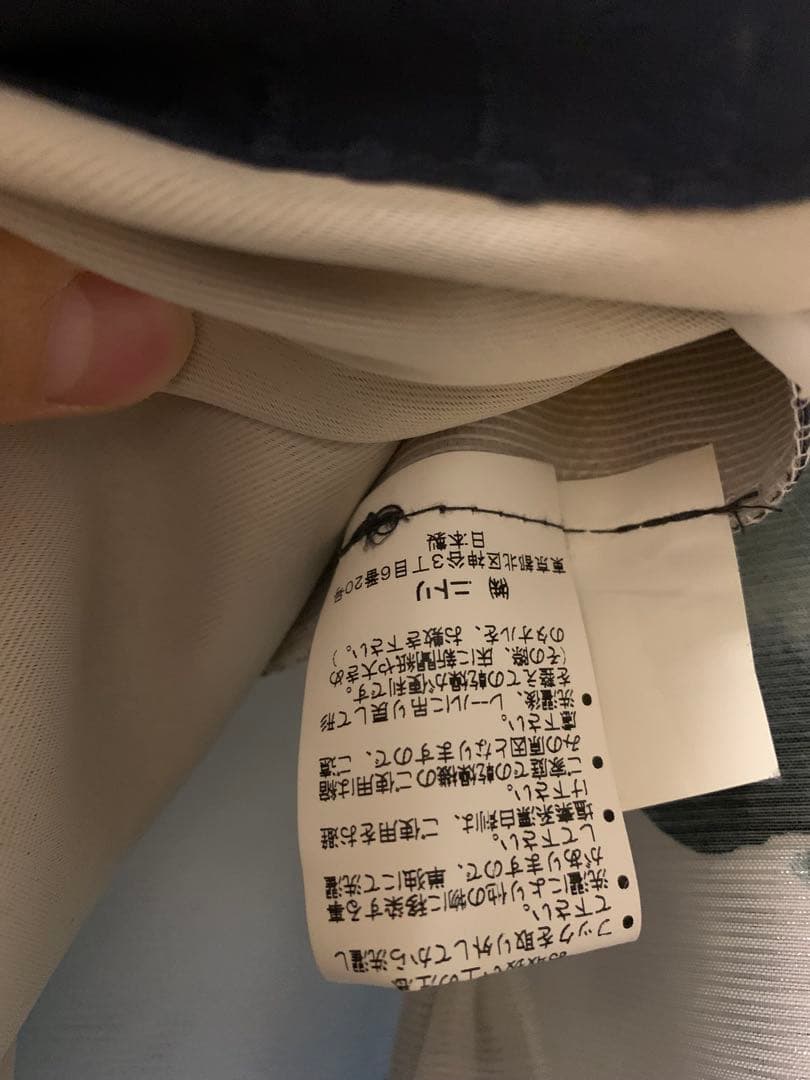 お取扱い上の注意
●フックを取り外してから洗濯し
て下さい。
●洗濯により他の物に移染する事
がありますので、単独にて洗濯
して下さい。
●塩素系漂白剤は、ご使用をお避
け下さい。
●ご家庭での乾燥機のご使用は縮
みの原因となりますので、ご遠
慮下さい。
●洗濯後、レールに吊り戻して形
を整えての乾燥が便利です。
(その際、床に新聞紙や大きめ
のタオルを、お敷き下さい。)
㈱ ニトリ
東京都北区神谷3丁目6番20号
日本製